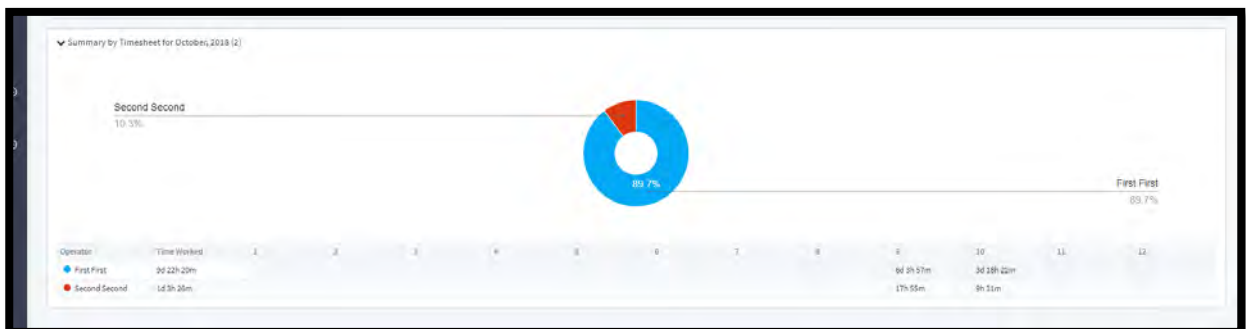 Summary by Timesheet for October, 2018 (2)
Second Second
10.3%
89.7%
First First
89.7%
Operator Time Worked 1 2 3 4 5 6 7 8 9 10 11 12
First First 9d 22h 20m 6d 3h 57m 3d 18h 22m
Second Second 1d 3h 26m 17h 55m 9h 31m